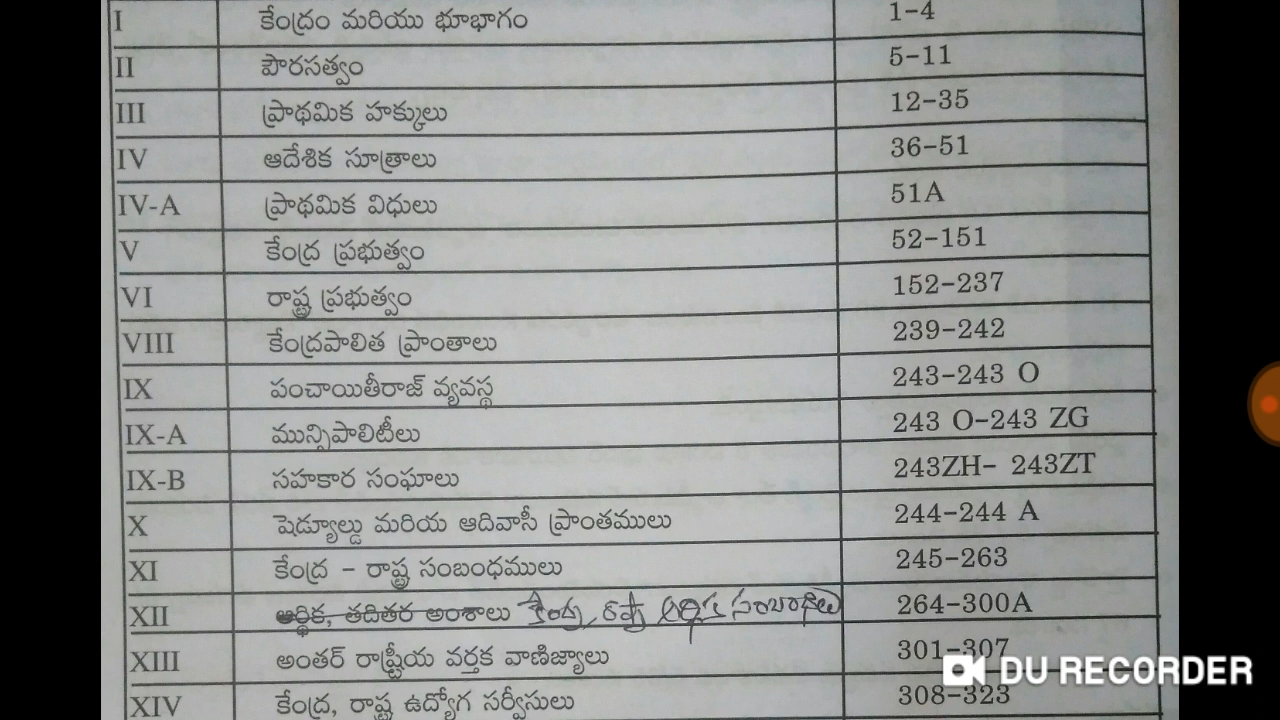 I కేంద్రం మరియు భూభాగం 1-4
II పౌరసత్వం 5-11
III ప్రాథమిక హక్కులు 12-35
IV ఆదేశిక సూత్రాలు 36-51
IV-A ప్రాథమిక విధులు 51A
V కేంద్ర ప్రభుత్వం 52-151
VI రాష్ట్ర ప్రభుత్వం 152-237
VIII కేంద్రపాలిత ప్రాంతాలు 239-242
IX పంచాయితీరాజ్ వ్యవస్థ 243-243 O
IX-A మున్సిపాలిటీలు 243 O-243 ZG
IX-B సహకార సంఘాలు 243ZH- 243ZT
X షెడ్యూల్డు మరియ ఆదివాసీ ప్రాంతములు 244-244 A
XI కేంద్ర - రాష్ట్ర సంబంధములు 245-263
XII ఆర్థిక, తదితర అంశాలు కేంద్ర, రాష్ట్ర ఆర్థిక సంబంధాలు 264-300A
XIII అంతర్ రాష్ట్రీయ వర్తక వాణిజ్యాలు 301-307
XIV కేంద్ర, రాష్ట్ర ఉద్యోగ సర్వీసులు 308-323
DU RECORDER